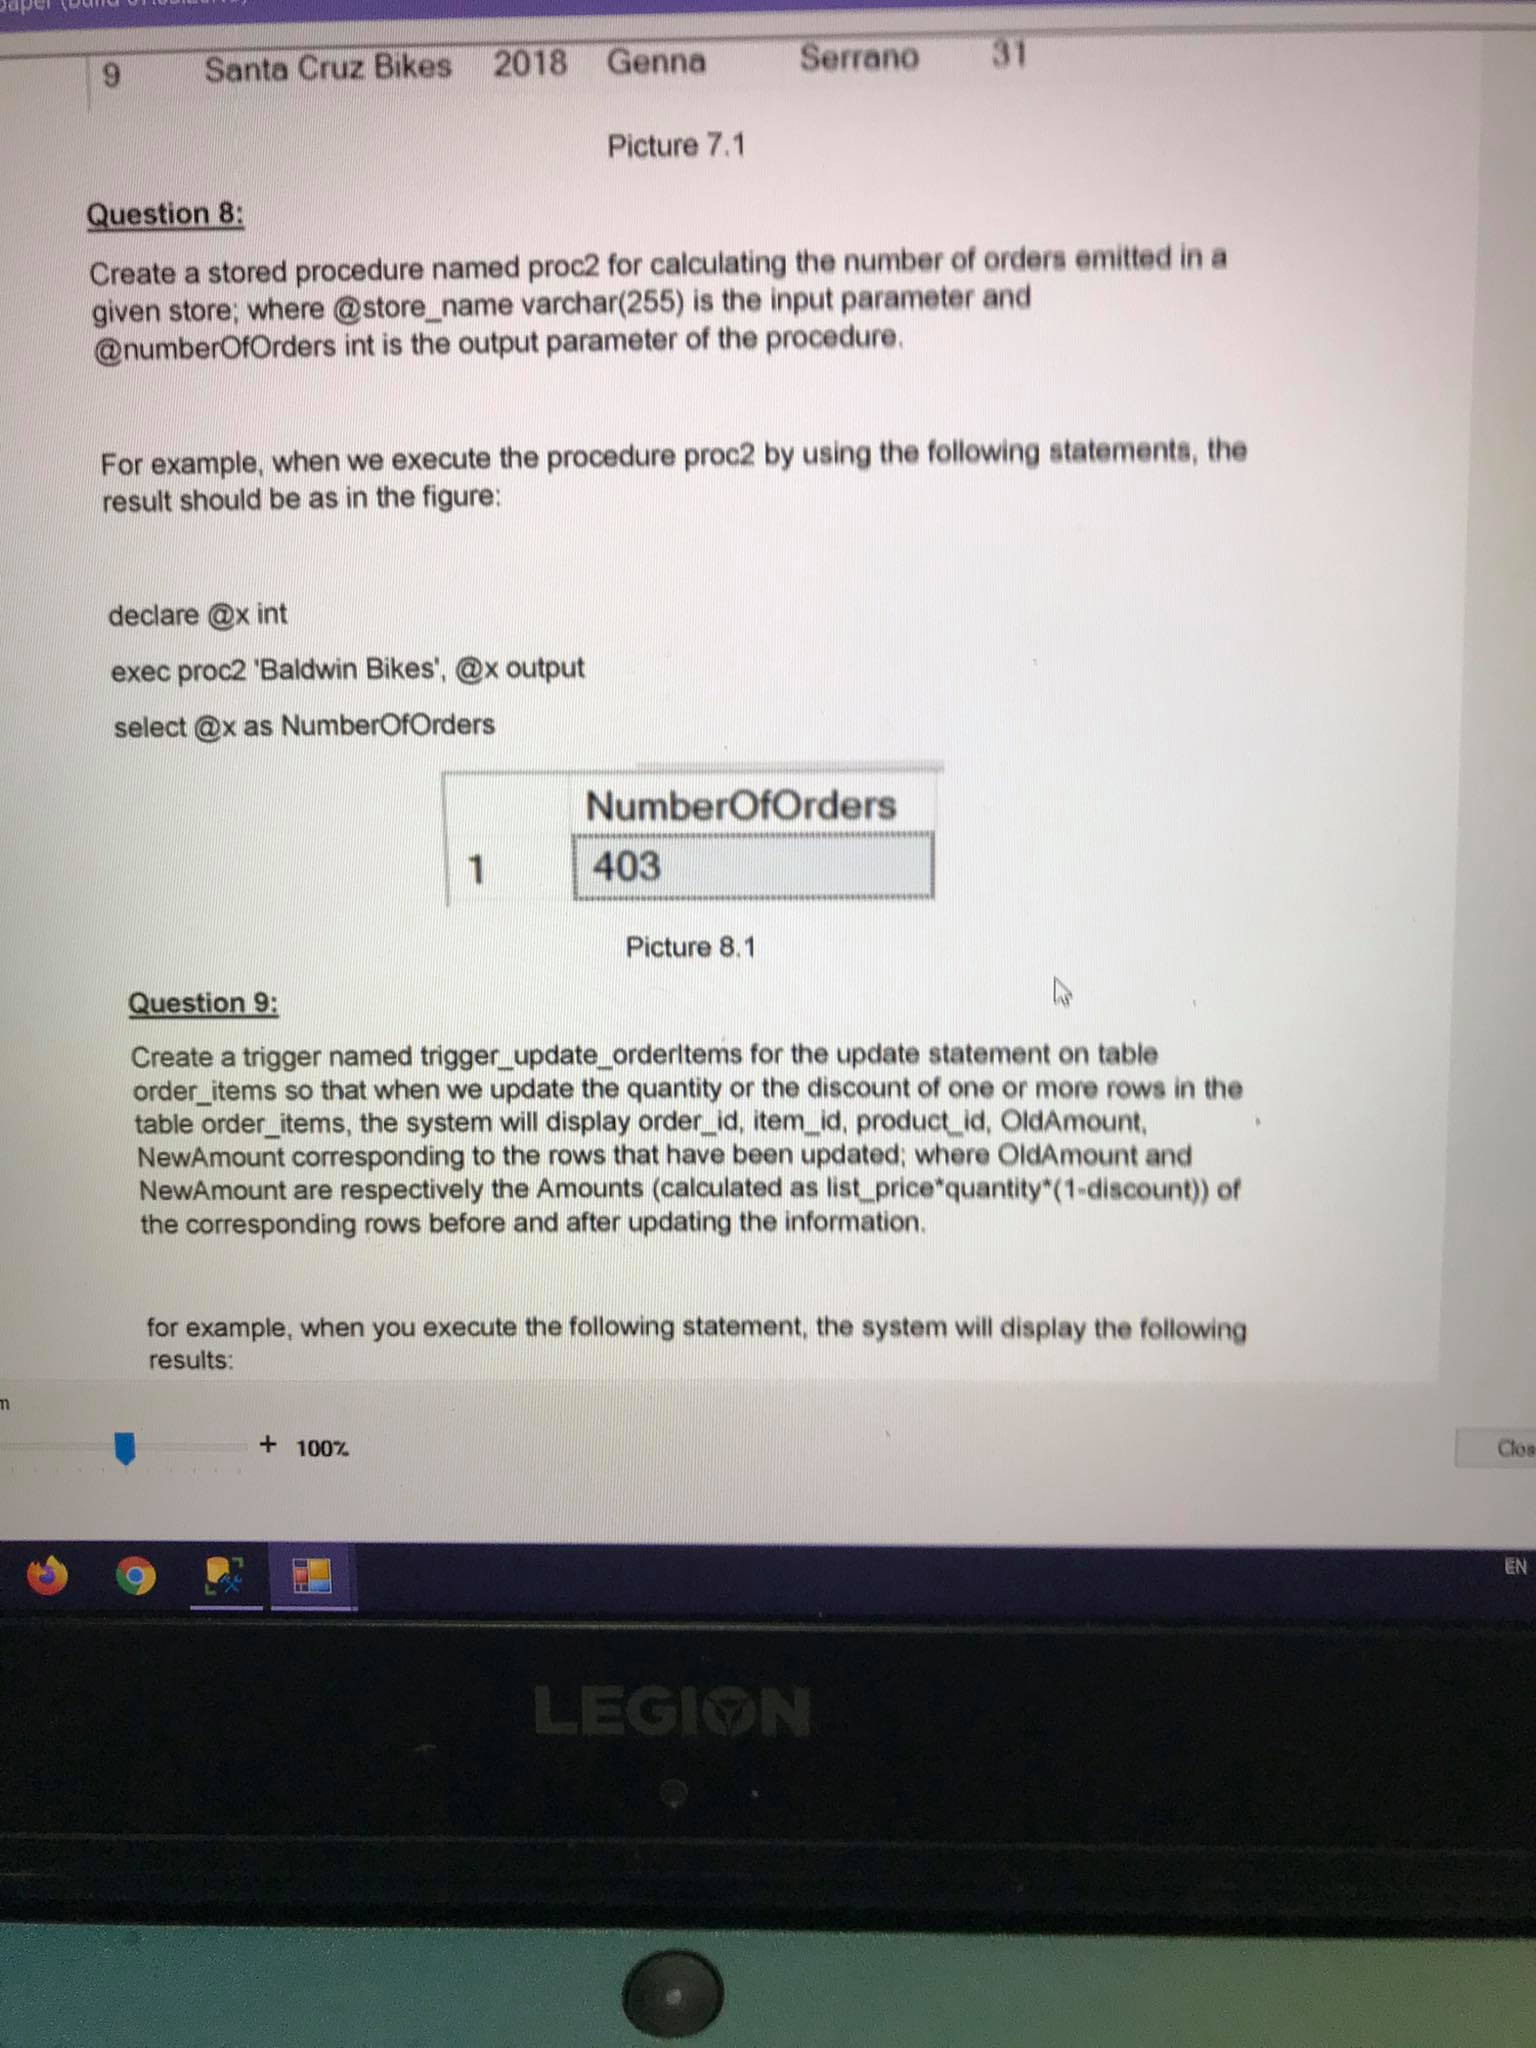 9 Santa Cruz Bikes 2018 Genna Serrano 31
Picture 7.1
Question 8:
Create a stored procedure named proc2 for calculating the number of orders emitted in a
given store; where @store_name varchar(255) is the input parameter and
@numberOfOrders int is the output parameter of the procedure.
For example, when we execute the procedure proc2 by using the following statements, the
result should be as in the figure:
declare @x int
exec proc2 'Baldwin Bikes', @x output
select @x as NumberOfOrders
NumberOfOrders
1 403
Picture 8.1
Question 9:
Create a trigger named trigger_update_orderItems for the update statement on table
order_items so that when we update the quantity or the discount of one or more rows in the
table order_items, the system will display order_id, item_id, product_id, OldAmount,
NewAmount corresponding to the rows that have been updated; where OldAmount and
NewAmount are respectively the Amounts (calculated as list_price*quantity*(1-discount)) of
the corresponding rows before and after updating the information.
for example, when you execute the following statement, the system will display the following
results:
+ 100%
Clos
EN
LEGION